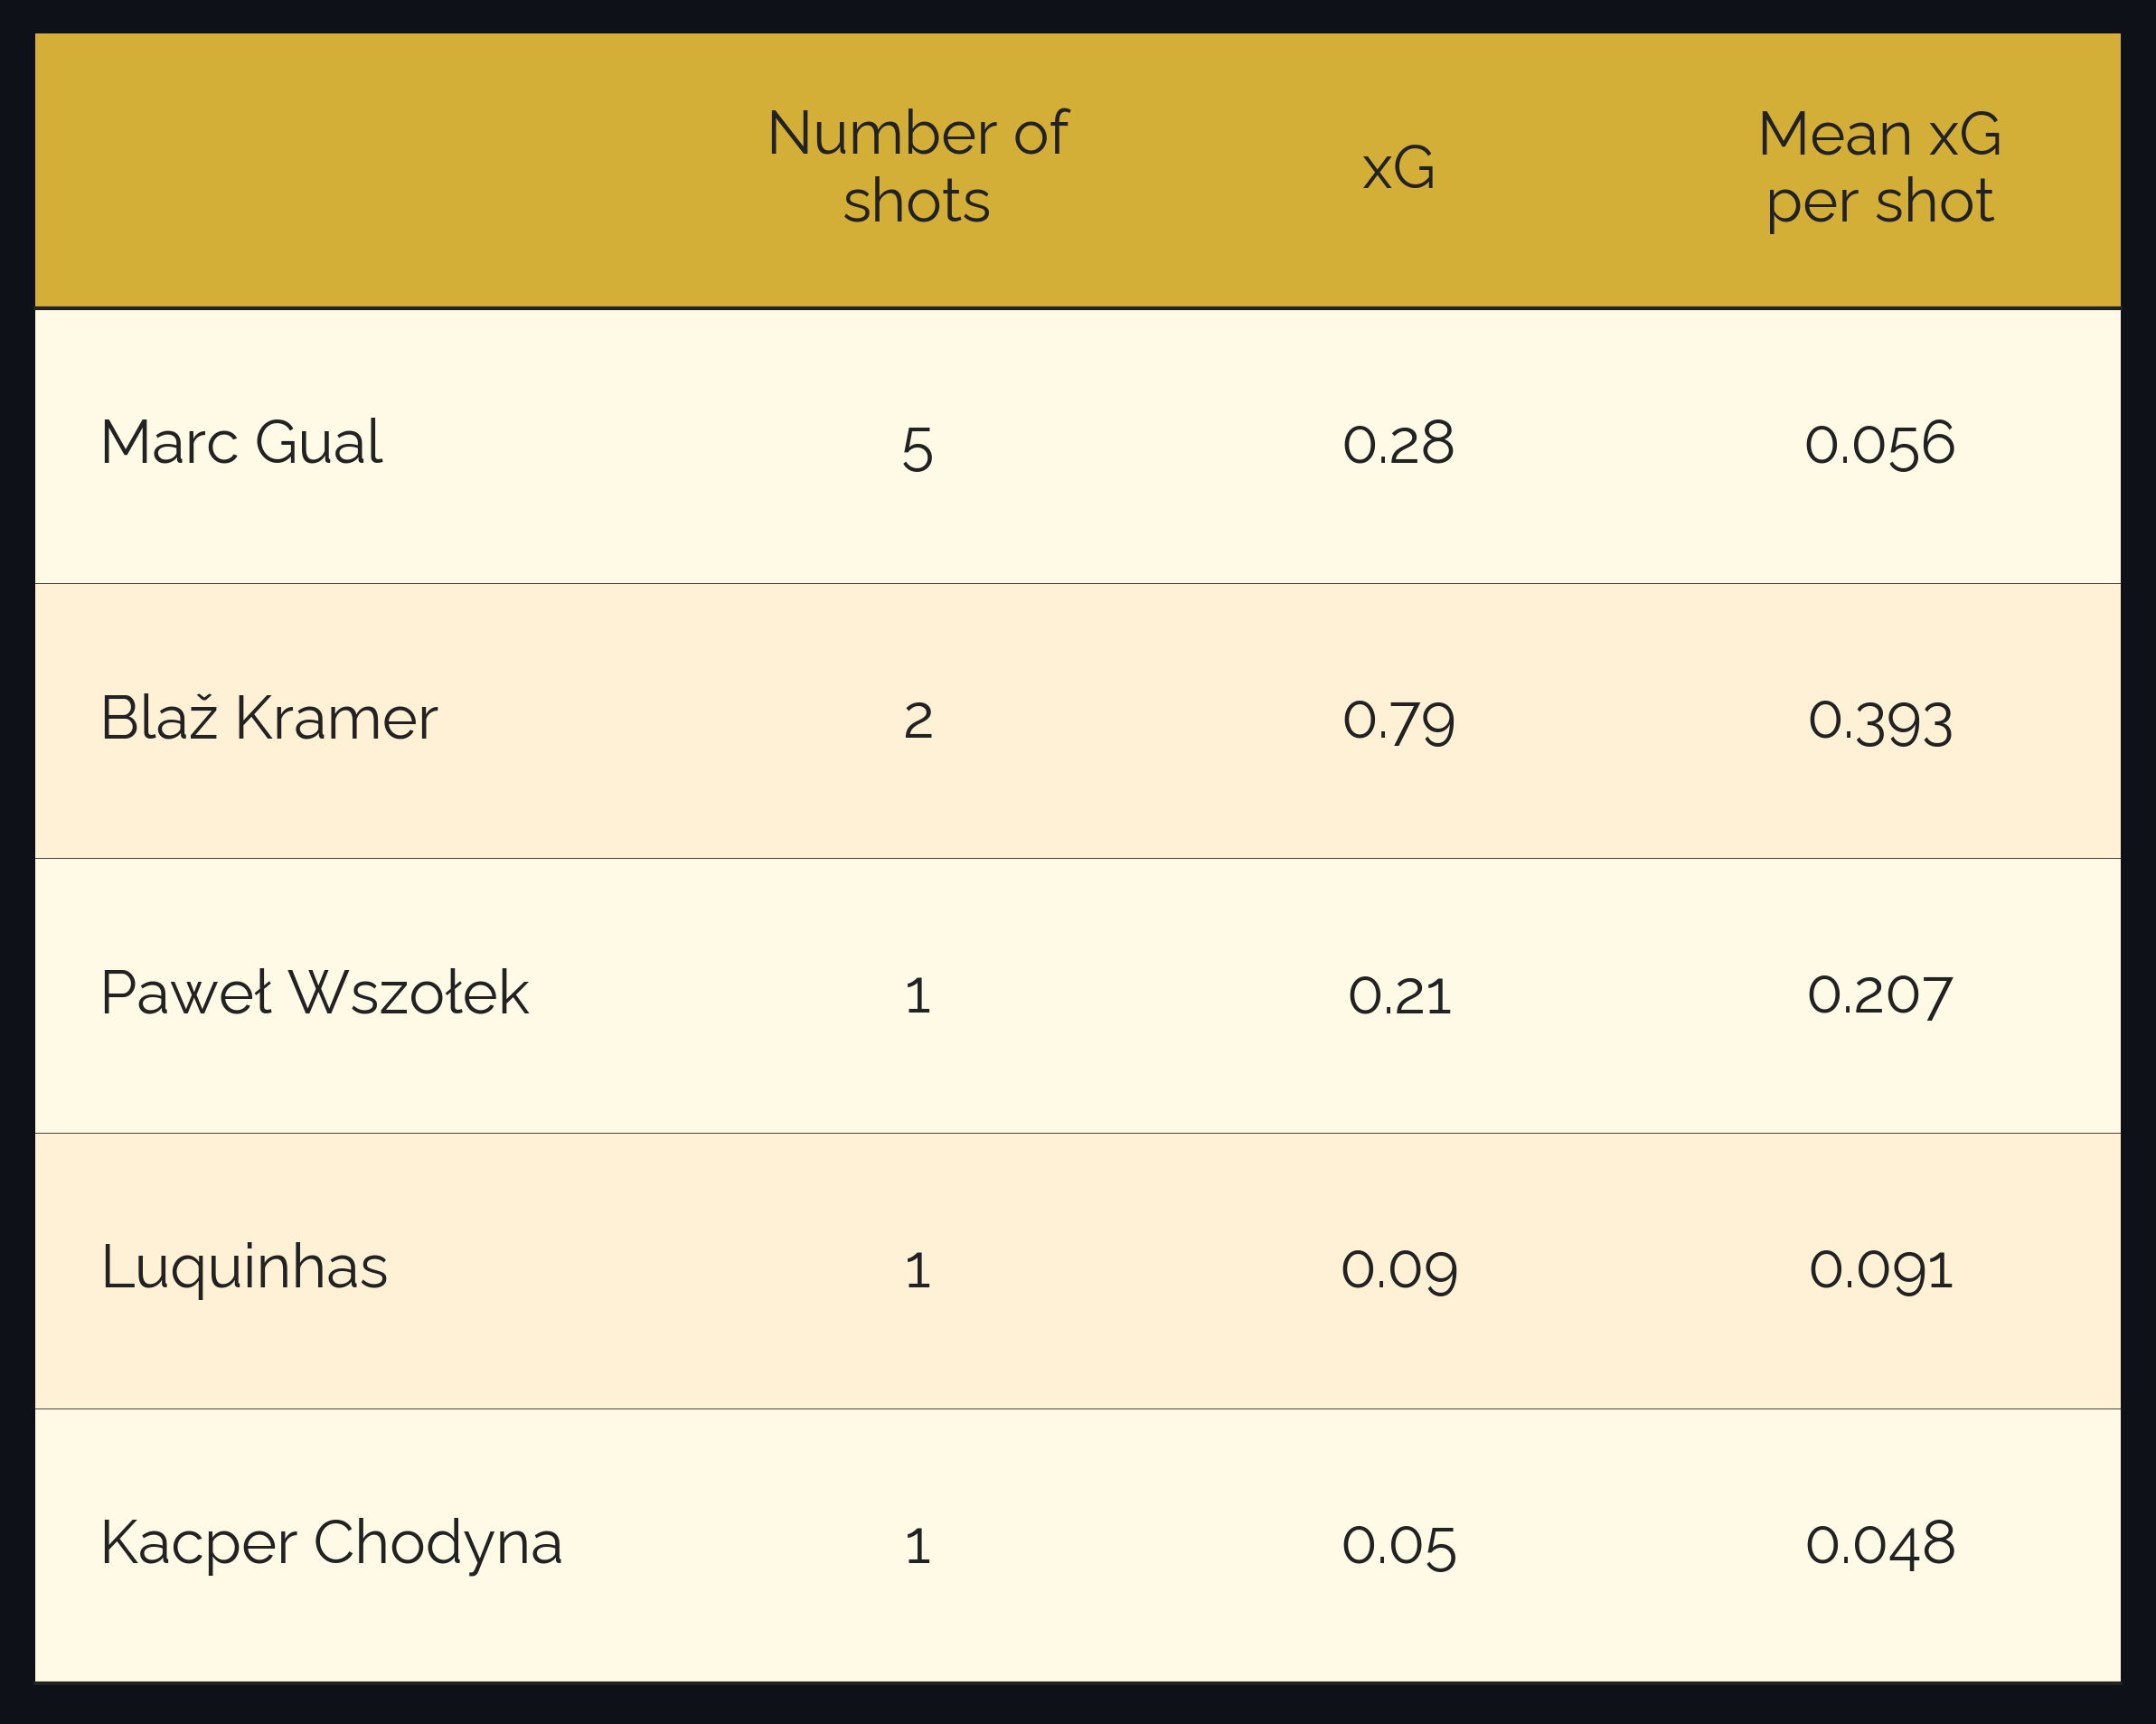 Number of
shots
xG
Mean xG
per shot
Marc Gual 5 0.28 0.056
Blaž Kramer 2 0.79 0.393
Paweł Wszołek 1 0.21 0.207
Luquinhas 1 0.09 0.091
Kacper Chodyna 1 0.05 0.048